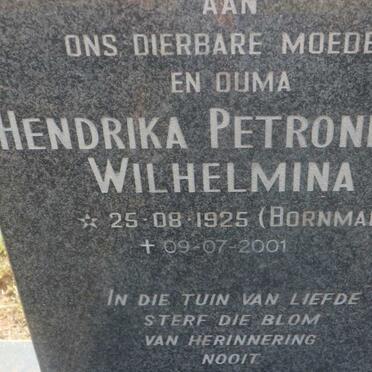 AAN
ONS DIERBARE MOEDE
EN OUMA
HENDRIKA PETRON
WILHELMINA
☆ 25-08-1925 (BORNMA
✝ 09-07-2001
IN DIE TUIN VAN LIEFDE
STERF DIE BLOM
VAN HERINNERING
NOOIT